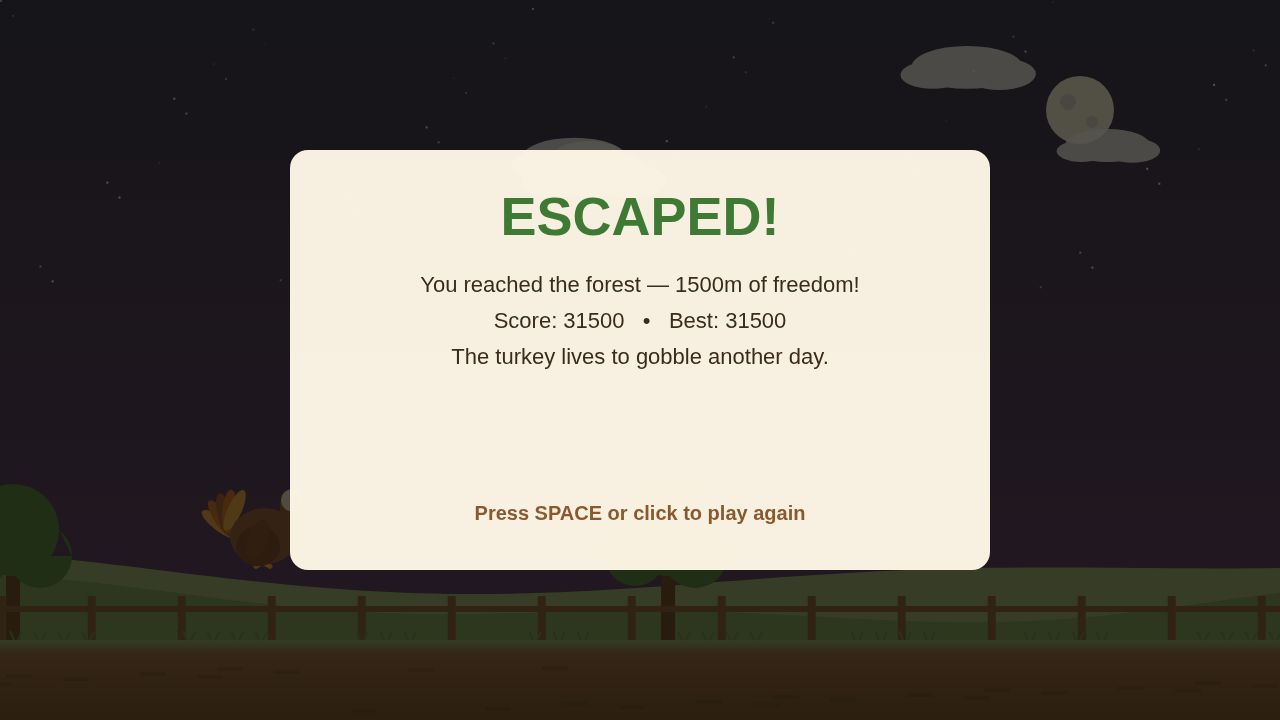 ESCAPED!
You reached the forest — 1500m of freedom!
Score: 31500 • Best: 31500
The turkey lives to gobble another day.
Press SPACE or click to play again